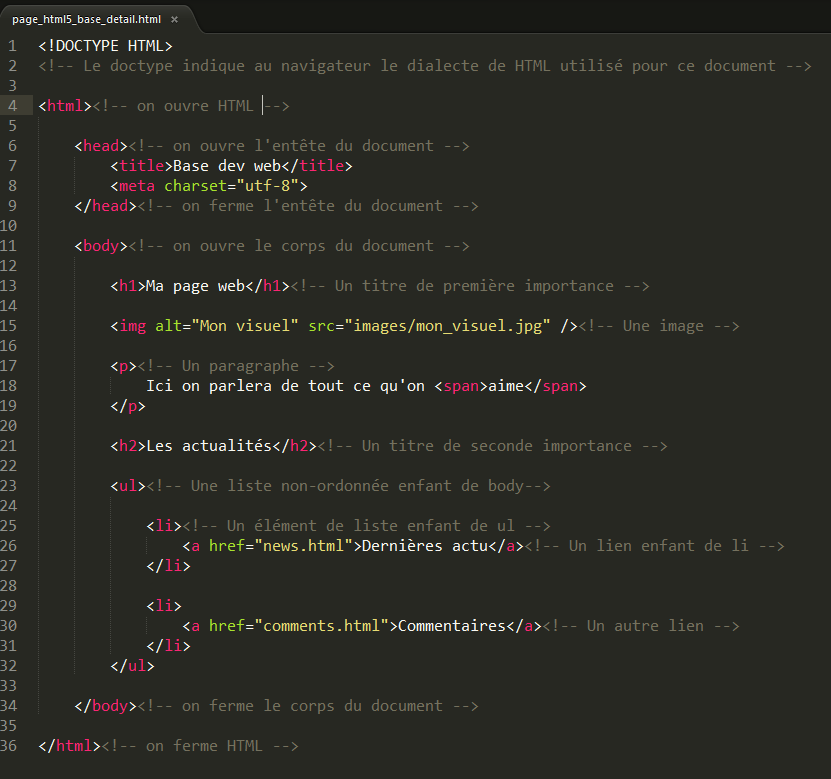 page_html5_base_detail.html ×
1 <!DOCTYPE HTML>
2 <!-- Le doctype indique au navigateur le dialecte de HTML utilisé pour ce document -->
3
4 <html><!-- on ouvre HTML -->
5
6 <head><!-- on ouvre l'entête du document -->
7 <title>Base dev web</title>
8 <meta charset="utf-8">
9 </head><!-- on ferme l'entête du document -->
10
11 <body><!-- on ouvre le corps du document -->
12
13 <h1>Ma page web</h1><!-- Un titre de première importance -->
14
15 <img alt="Mon visuel" src="images/mon_visuel.jpg" /><!-- Une image -->
16
17 <p><!-- Un paragraphe -->
18 Ici on parlera de tout ce qu'on <span>aime</span>
19 </p>
20
21 <h2>Les actualités</h2><!-- Un titre de seconde importance -->
22
23 <ul><!-- Une liste non-ordonnée enfant de body-->
24
25 <li><!-- Un élément de liste enfant de ul -->
26 <a href="news.html">Dernières actu</a><!-- Un lien enfant de li -->
27 </li>
28
29 <li>
30 <a href="comments.html">Commentaires</a><!-- Un autre lien -->
31 </li>
32 </ul>
33
34 </body><!-- on ferme le corps du document -->
35
36 </html><!-- on ferme HTML -->